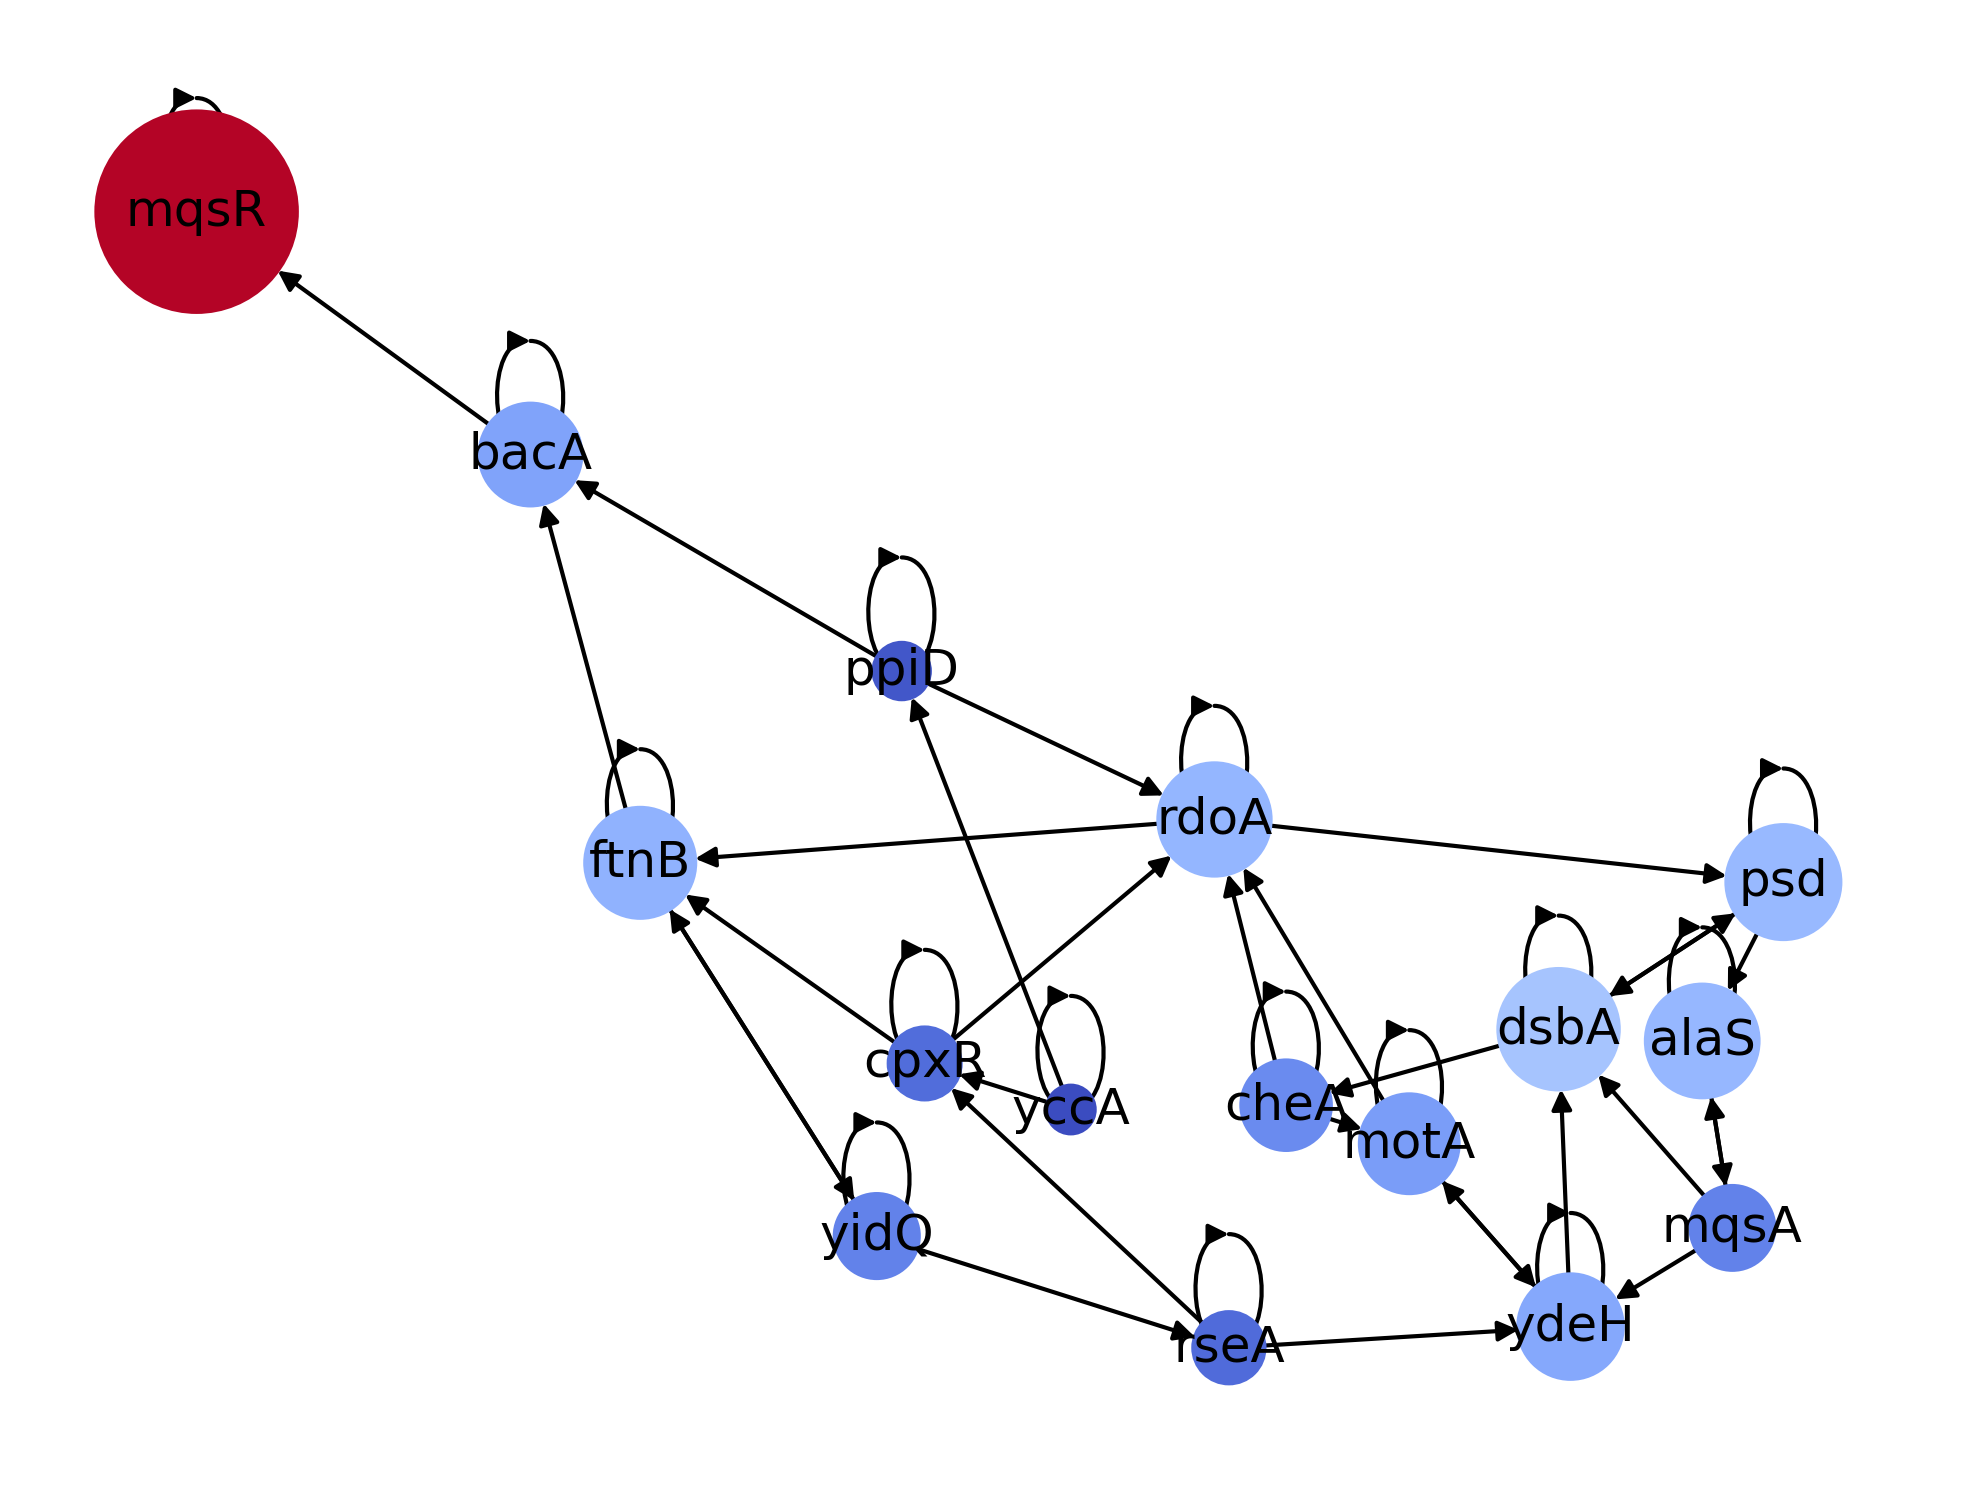 mqsR
bacA
ppiD
rdoA
ftnB
psd
dsbA
alaS
cpxR
yccA
cheA
motA
yidQ
mqsA
ydeH
rseA